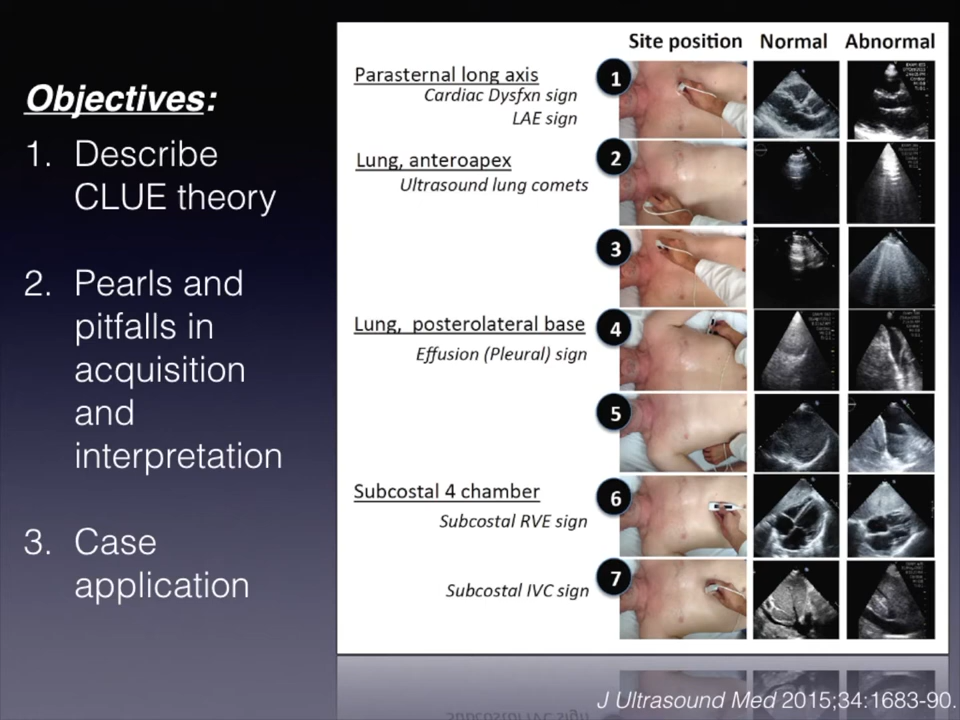 Objectives:
1. Describe
CLUE theory
2. Pearls and
pitfalls in
acquisition
and
interpretation
3. Case
application
Site position Normal Abnormal
Parasternal long axis
Cardiac Dysfxn sign
LAE sign
1
Lung, anteroapex
Ultrasound lung comets
2
3
Lung, posterolateral base
Effusion (Pleural) sign
4
5
Subcostal 4 chamber
Subcostal RVE sign
6
Subcostal IVC sign
7
J Ultrasound Med 2015;34:1683-90.